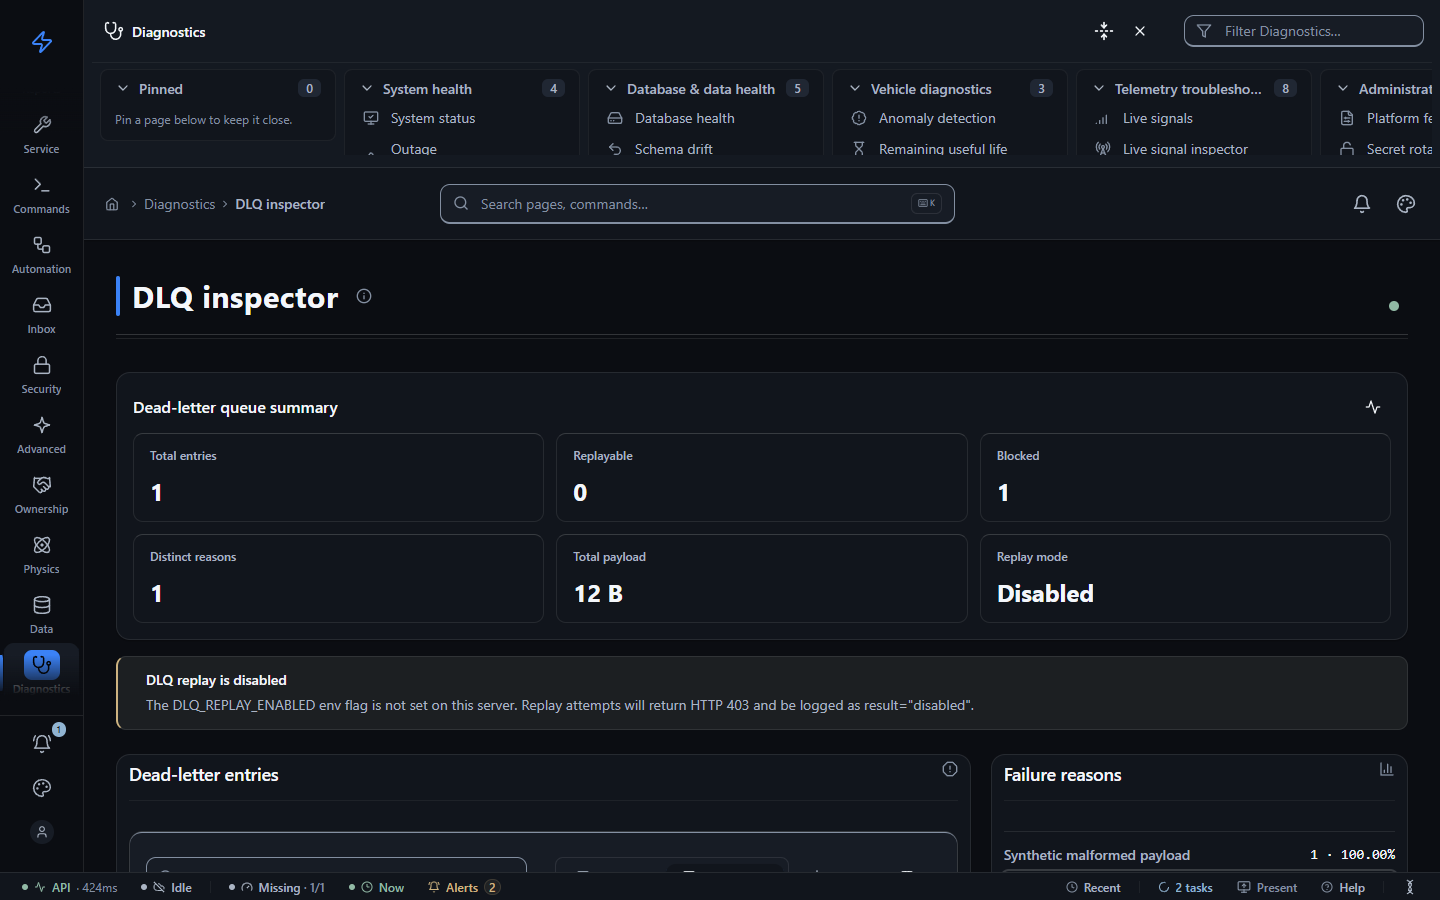 Diagnostics
Filter Diagnostics...
Pinned 0
Pin a page below to keep it close.
System health 4
System status
Outage
Database & data health 5
Database health
Schema drift
Vehicle diagnostics 3
Anomaly detection
Remaining useful life
Telemetry troublesho... 8
Live signals
Live signal inspector
Administrat
Platform fe
Secret rota
Diagnostics DLQ inspector
Search pages, commands...
K
Service
Commands
Automation
Inbox
Security
Advanced
Ownership
Physics
Data
Diagnostics
1
DLQ inspector
Dead-letter queue summary
Total entries
1
Replayable
0
Blocked
1
Distinct reasons
1
Total payload
12 B
Replay mode
Disabled
DLQ replay is disabled
The DLQ_REPLAY_ENABLED env flag is not set on this server. Replay attempts will return HTTP 403 and be logged as result="disabled".
Dead-letter entries
Failure reasons
Synthetic malformed payload 1 · 100.00%
API · 424ms
Idle
Missing · 1/1
Now
Alerts 2
Recent
2 tasks
Present
Help